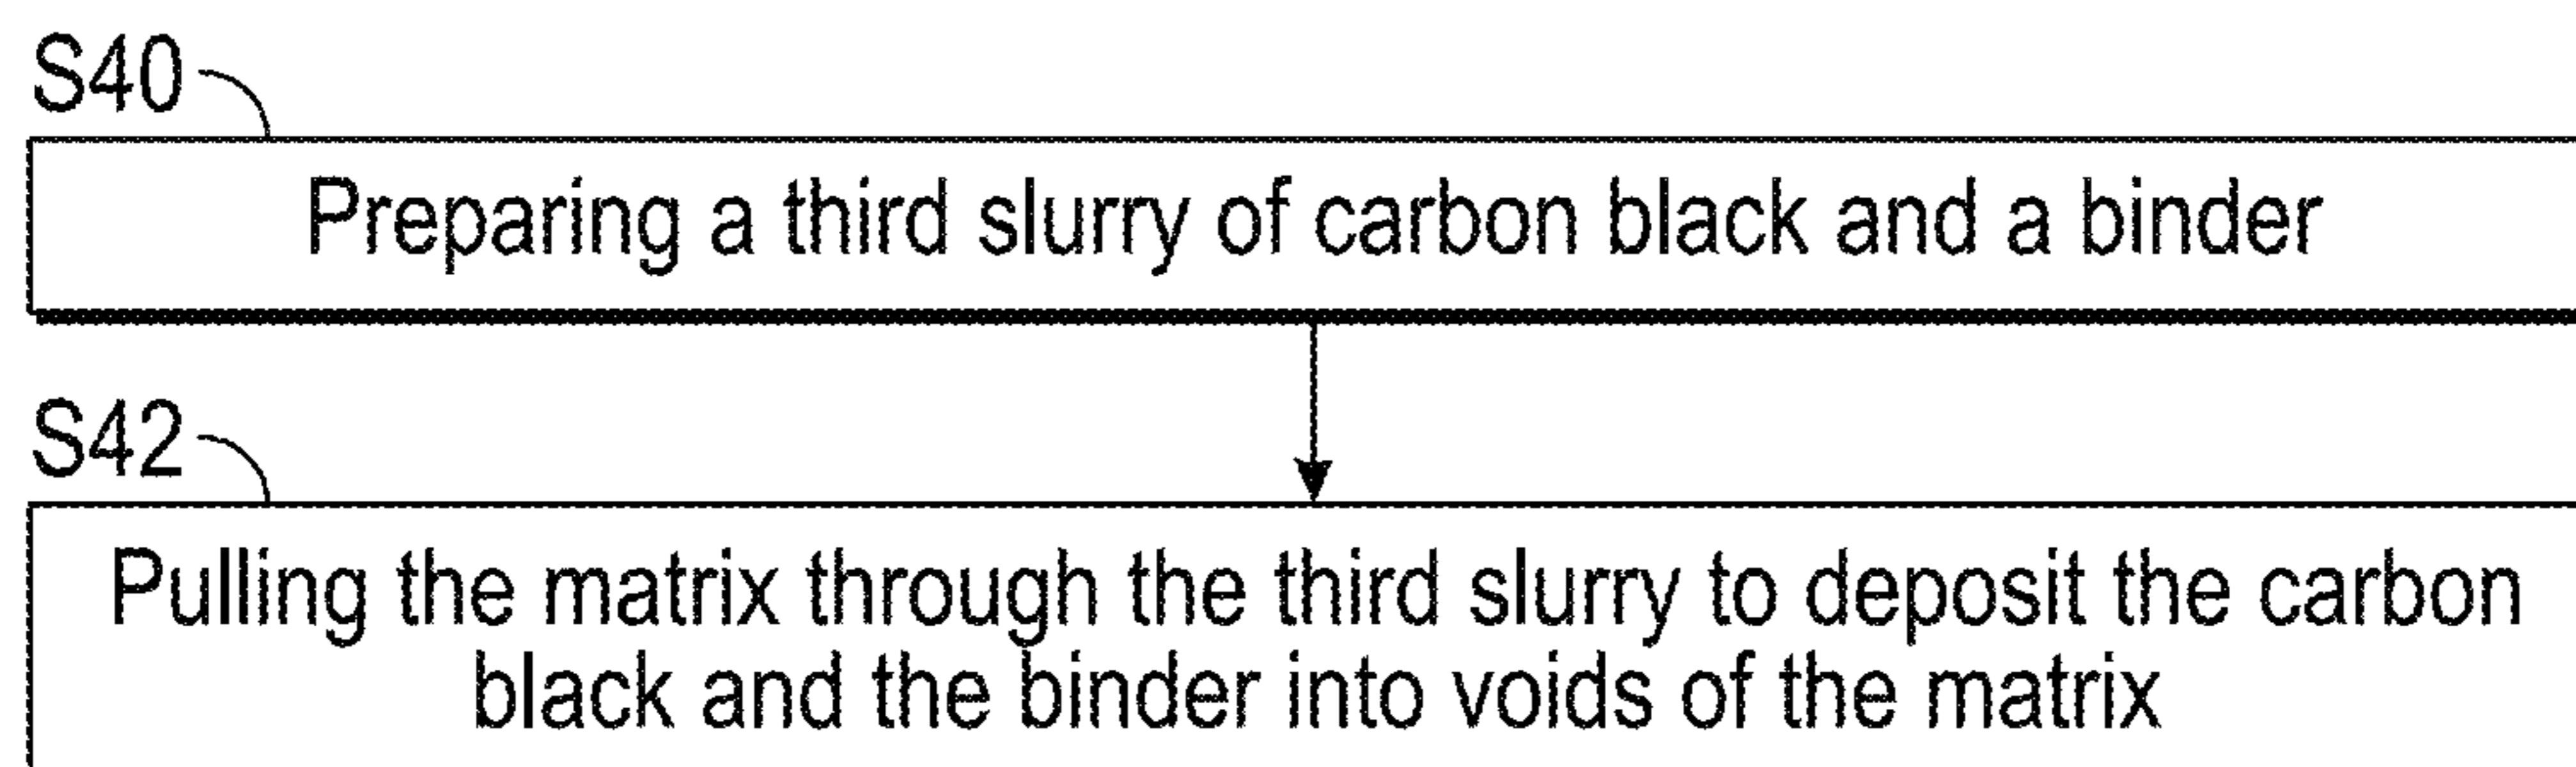 S40
Preparing a third slurry of carbon black and a binder
S42
Pulling the matrix through the third slurry to deposit the carbon
black and the binder into voids of the matrix